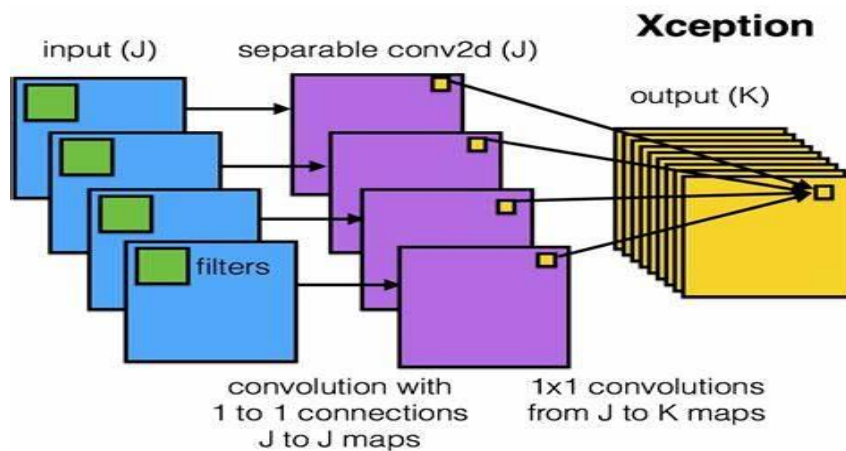 Xception
input (J)
separable conv2d (J)
output (K)
filters
convolution with
1 to 1 connections
J to J maps
1x1 convolutions
from J to K maps